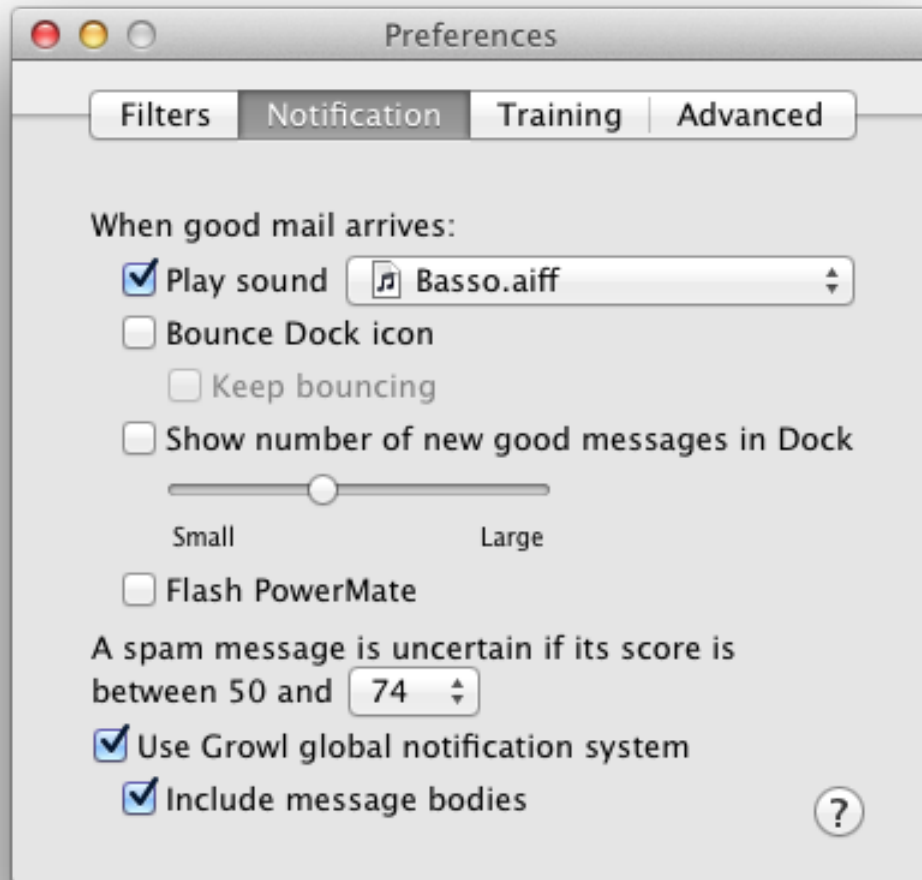 Preferences
Filters Notification Training Advanced
When good mail arrives:
Play sound Basso.aiff
Bounce Dock icon
Keep bouncing
Show number of new good messages in Dock
Small Large
Flash PowerMate
A spam message is uncertain if its score is
between 50 and 74
Use Growl global notification system
Include message bodies
?